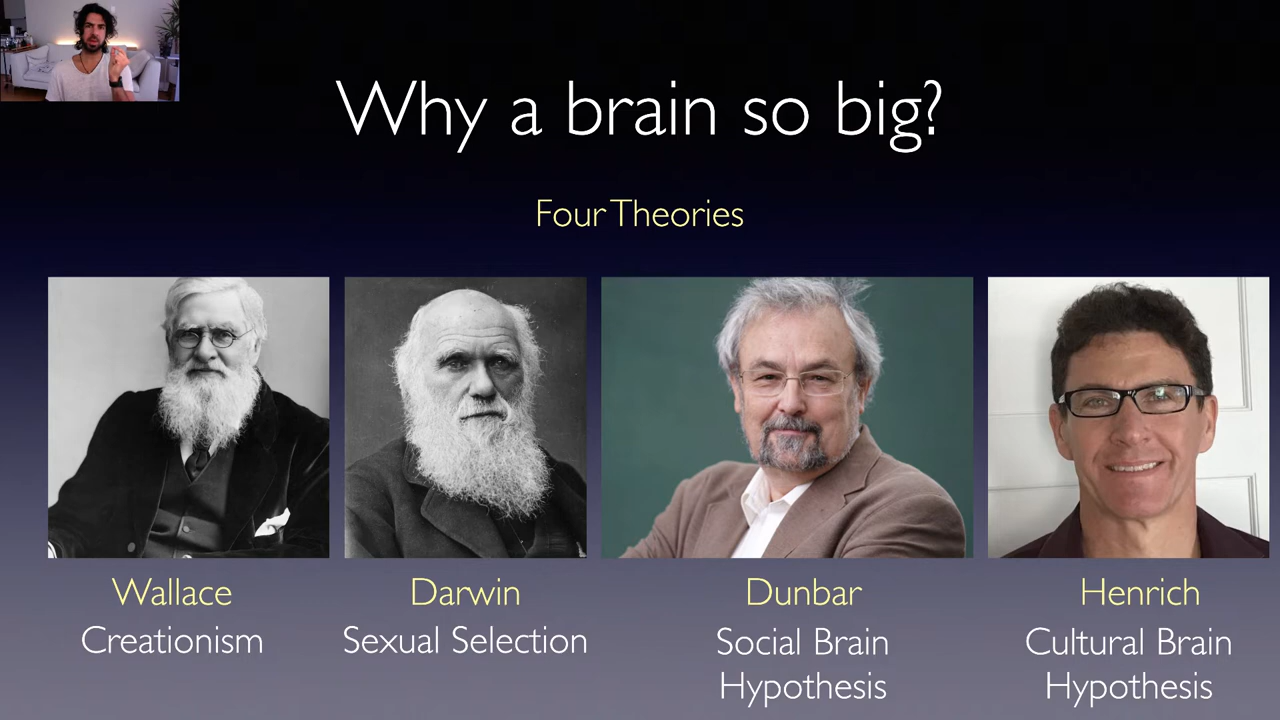 Why a brain so big?
Four Theories
Wallace
Creationism
Darwin
Sexual Selection
Dunbar
Social Brain
Hypothesis
Henrich
Cultural Brain
Hypothesis